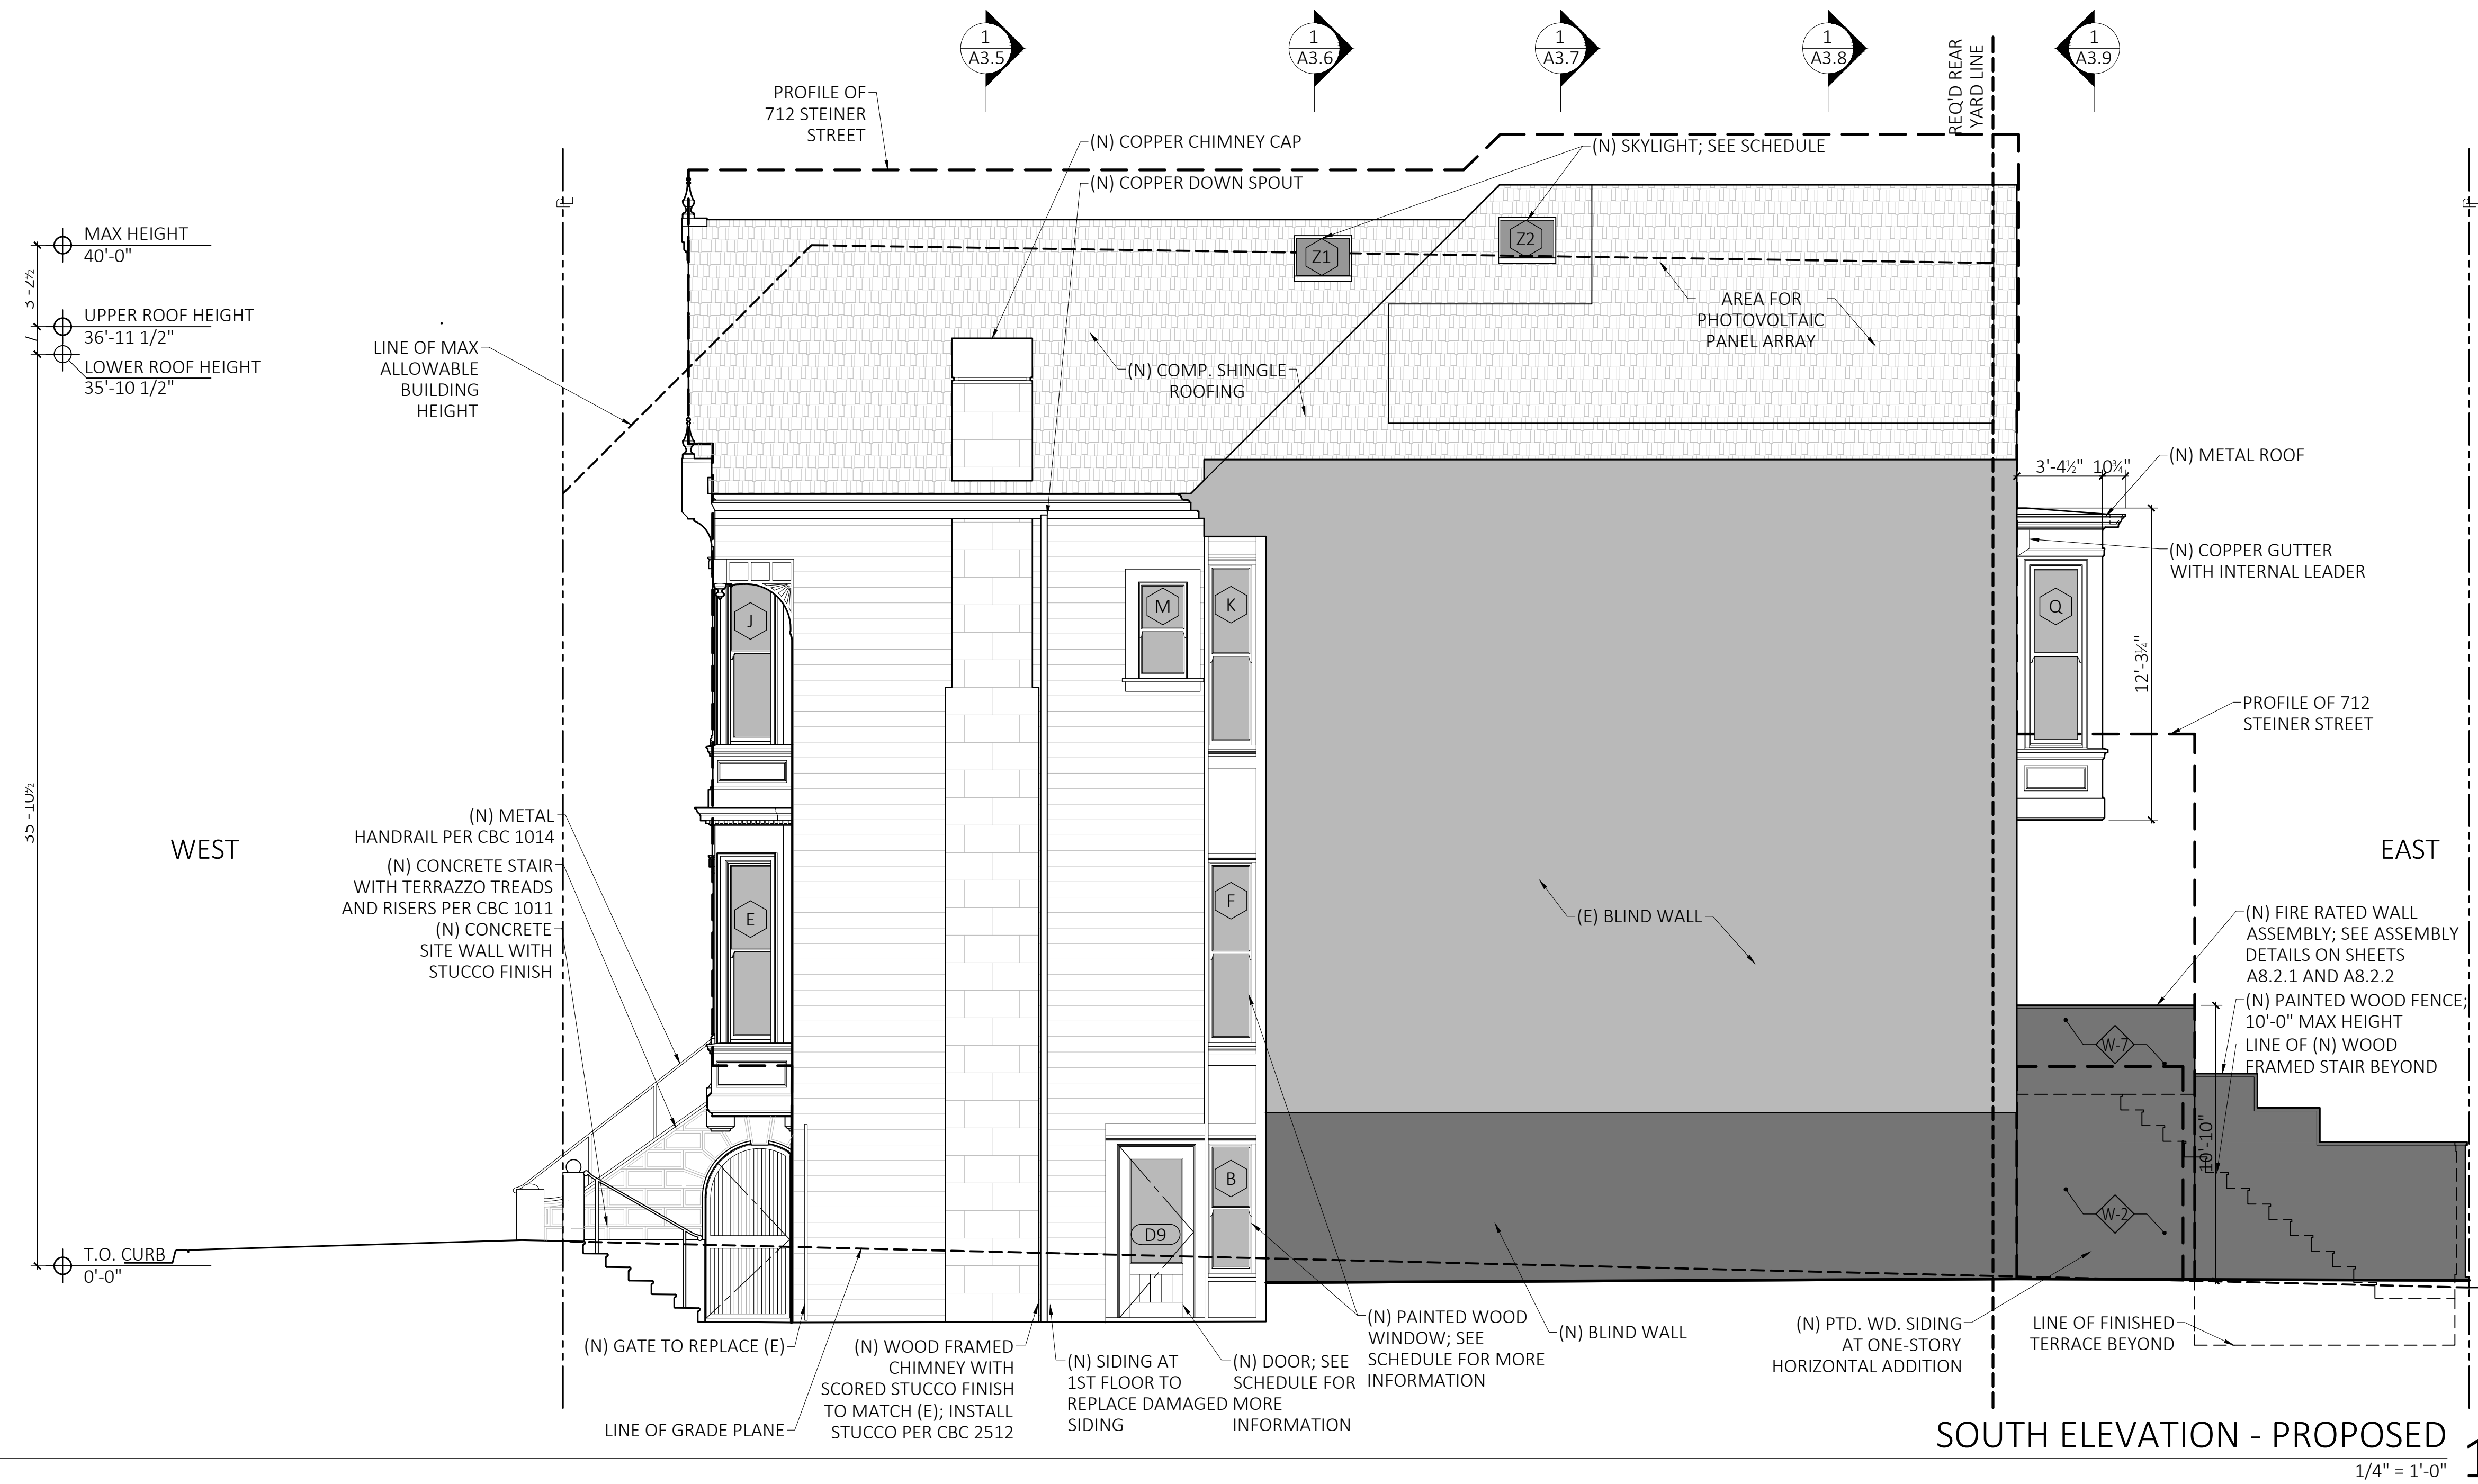 1
A3.5
1
A3.6
1
A3.7
1
A3.8
1
A3.9
REQ'D REAR
YARD LINE
PROFILE OF
712 STEINER
STREET
(N) COPPER CHIMNEY CAP
(N) SKYLIGHT; SEE SCHEDULE
(N) COPPER DOWN SPOUT
MAX HEIGHT
40'-0"
UPPER ROOF HEIGHT
36'-11 1/2"
LOWER ROOF HEIGHT
35'-10 1/2"
LINE OF MAX
ALLOWABLE
BUILDING
HEIGHT
Z1
Z2
AREA FOR
PHOTOVOLTAIC
PANEL ARRAY
(N) COMP. SHINGLE
ROOFING
3'-4½"
10¾"
(N) METAL ROOF
(N) COPPER GUTTER
WITH INTERNAL LEADER
12'-3¼"
J
M
K
Q
PROFILE OF 712
STEINER STREET
WEST
EAST
(N) METAL
HANDRAIL PER CBC 1014
(N) CONCRETE STAIR
WITH TERRAZZO TREADS
AND RISERS PER CBC 1011
(N) CONCRETE
SITE WALL WITH
STUCCO FINISH
E
F
(E) BLIND WALL
(N) FIRE RATED WALL
ASSEMBLY; SEE ASSEMBLY
DETAILS ON SHEETS
A8.2.1 AND A8.2.2
(N) PAINTED WOOD FENCE;
10'-0" MAX HEIGHT
LINE OF (N) WOOD
FRAMED STAIR BEYOND
W-7
10'-10"
B
W-2
D9
T.O. CURB
0'-0"
(N) GATE TO REPLACE (E)
LINE OF GRADE PLANE
(N) WOOD FRAMED
CHIMNEY WITH
SCORED STUCCO FINISH
TO MATCH (E); INSTALL
STUCCO PER CBC 2512
(N) SIDING AT
1ST FLOOR TO
REPLACE DAMAGED
SIDING
(N) DOOR; SEE
SCHEDULE FOR
MORE
INFORMATION
(N) PAINTED WOOD
WINDOW; SEE
SCHEDULE FOR MORE
INFORMATION
(N) BLIND WALL
(N) PTD. WD. SIDING
AT ONE-STORY
HORIZONTAL ADDITION
LINE OF FINISHED
TERRACE BEYOND
SOUTH ELEVATION - PROPOSED
1/4" = 1'-0"